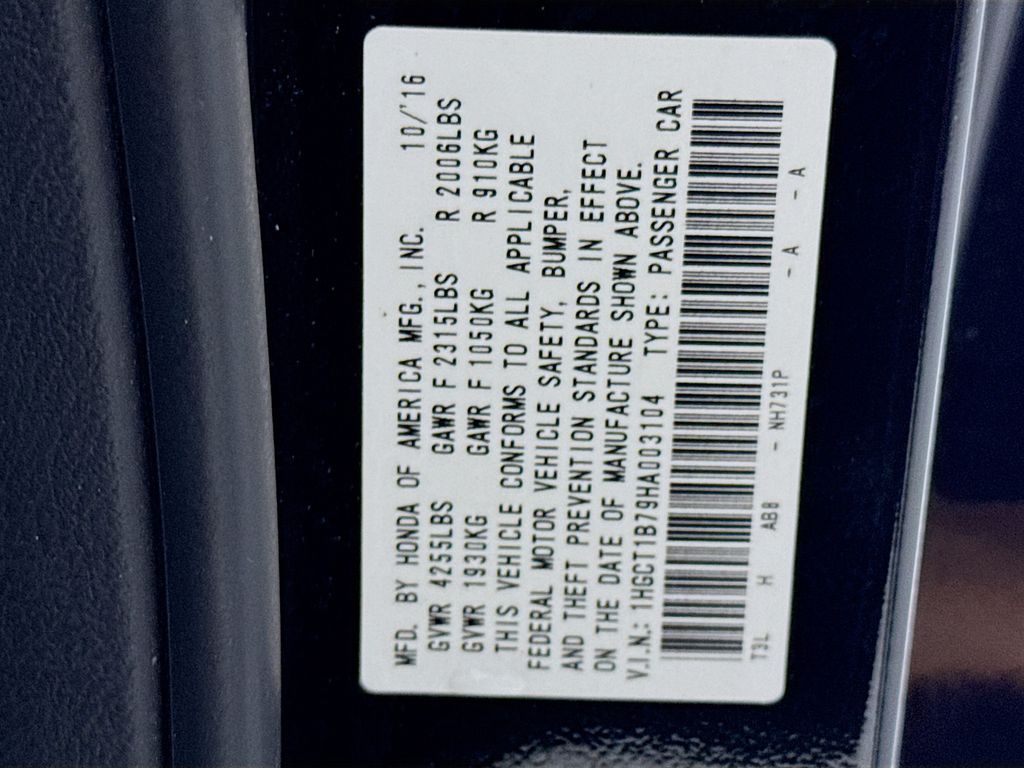 MFD. BY HONDA OF AMERICA MFG., INC. 10/'16
GVWR 4255LBS GAWR F 2315LBS R 2006LBS
GVWR 1930KG GAWR F 1050KG R 910KG
THIS VEHICLE CONFORMS TO ALL APPLICABLE
FEDERAL MOTOR VEHICLE SAFETY, BUMPER,
AND THEFT PREVENTION STANDARDS IN EFFECT
ON THE DATE OF MANUFACTURE SHOWN ABOVE.
V.I.N.: 1HGCT1B79HA003104 TYPE: PASSENGER CAR
T3L H AB8 - NH731P - A - A